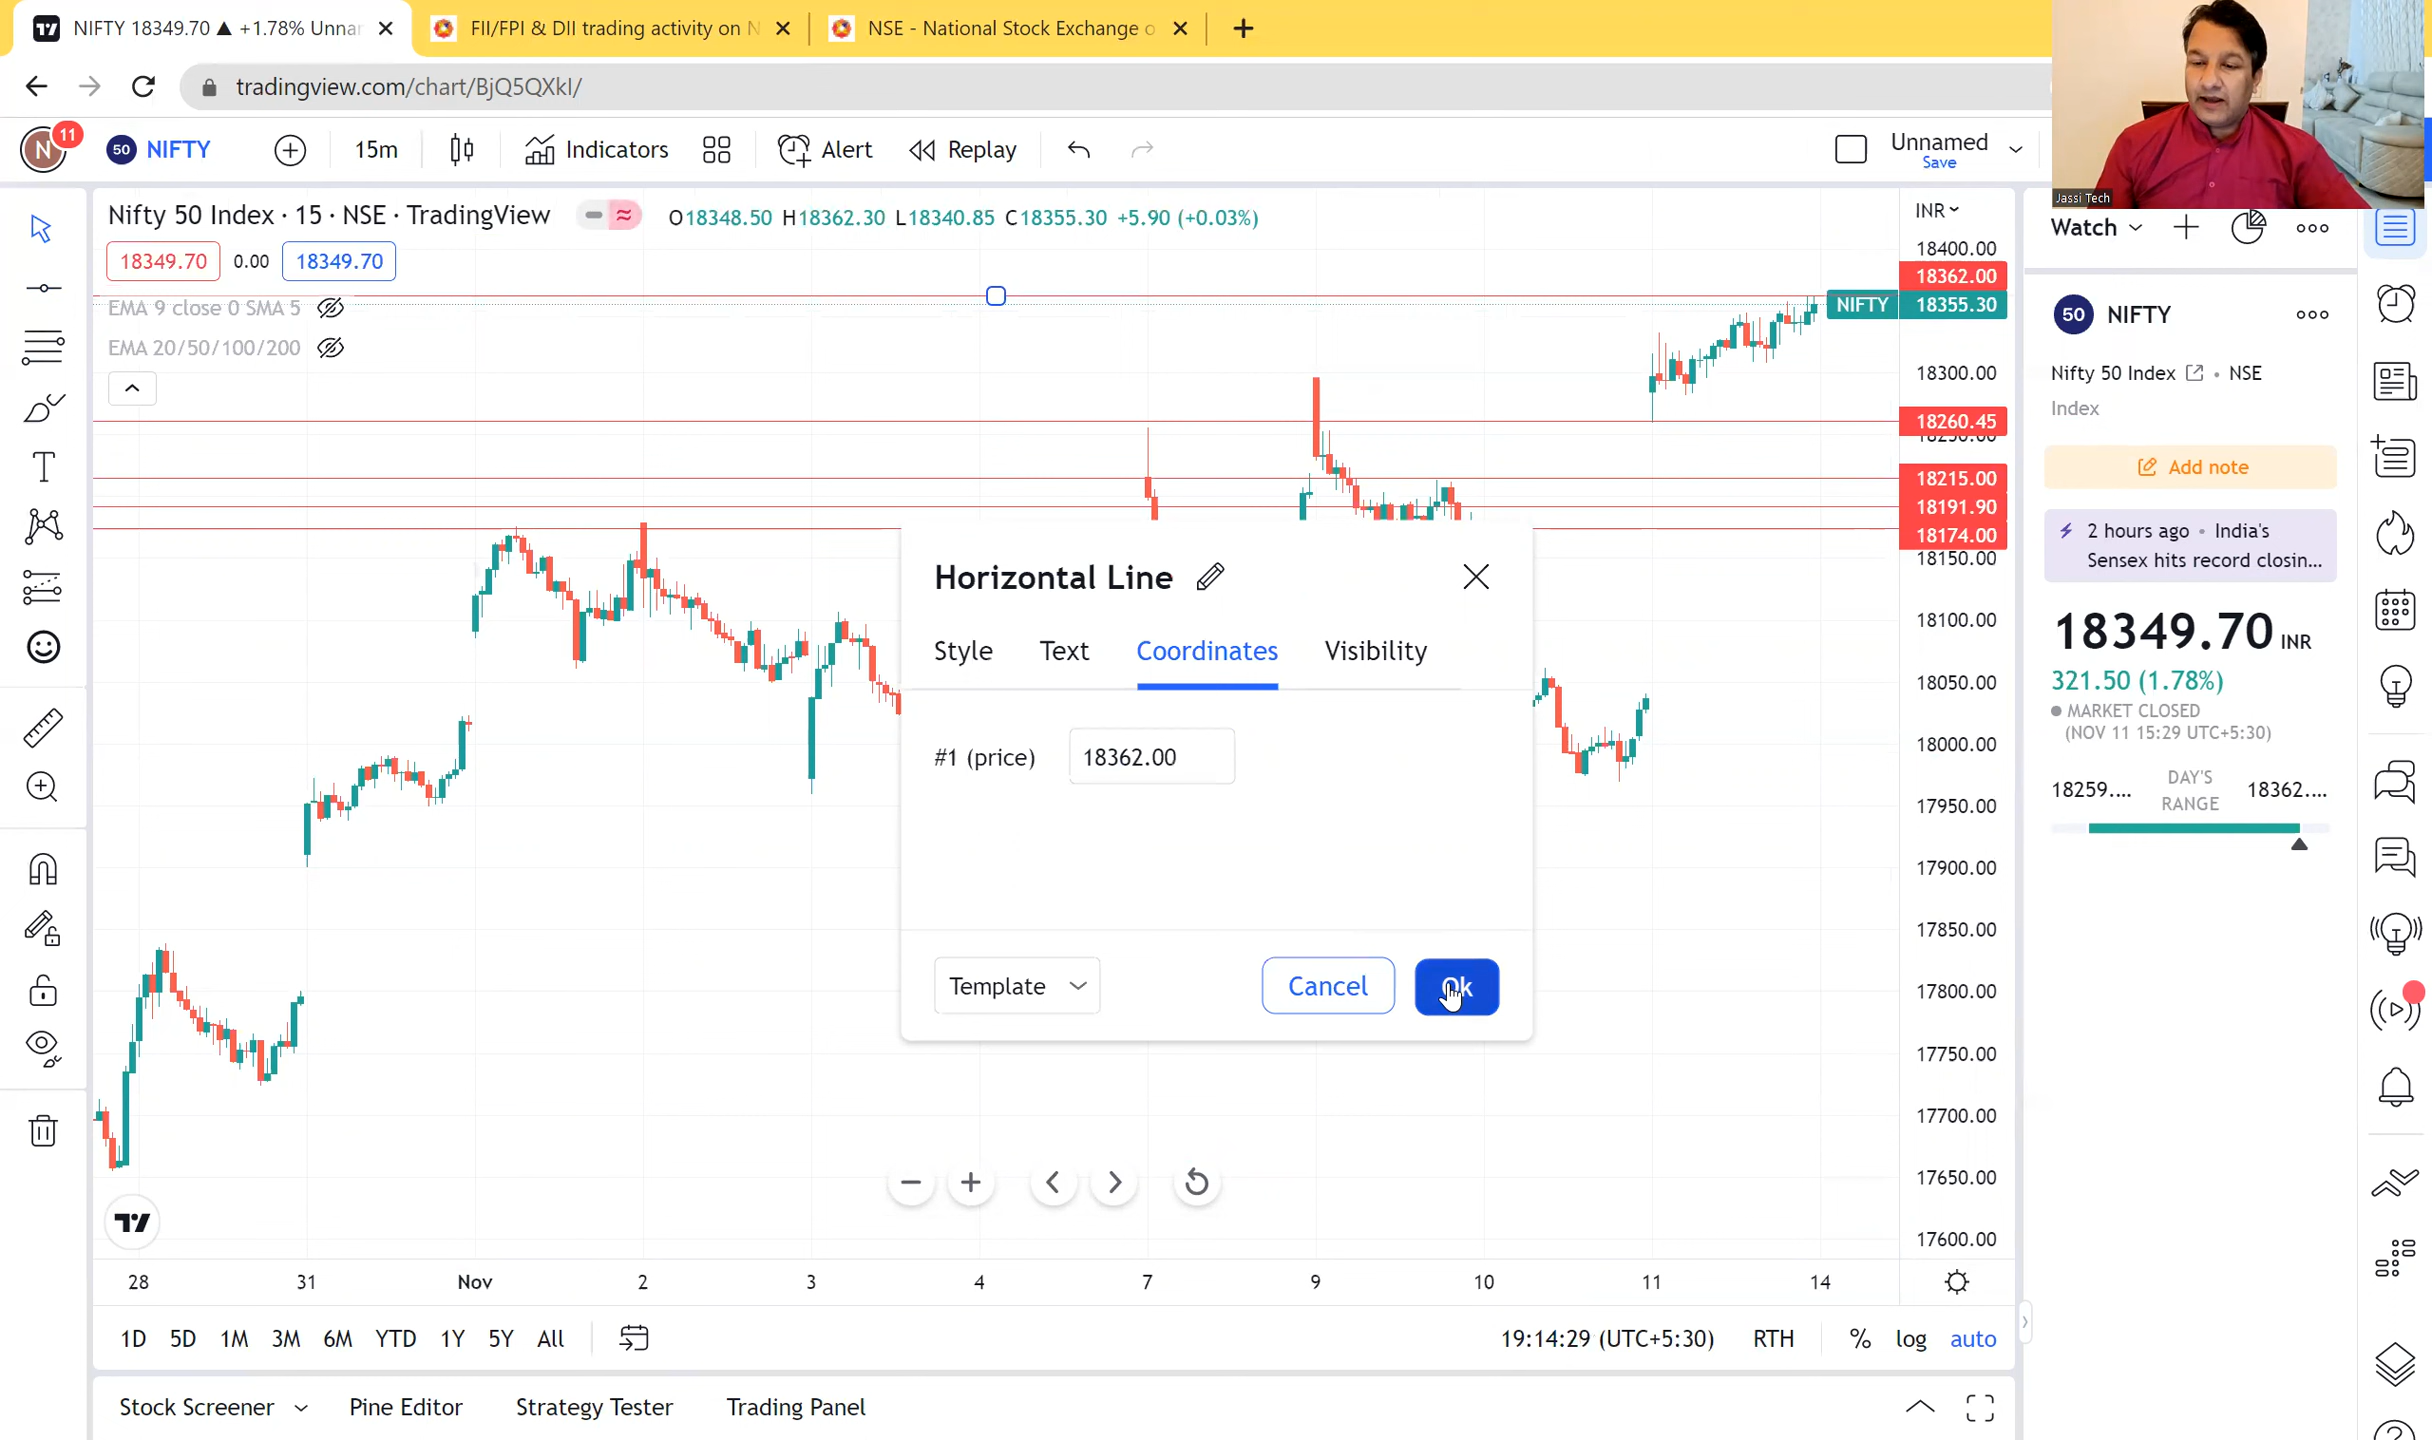 NIFTY 18349.70 ▲ +1.78% Unnar
FII/FPI & DII trading activity on N
NSE - National Stock Exchange o
tradingview.com/chart/BjQ5QXkI/
Jassi Tech
N 11
50 NIFTY
15m
Indicators
Alert
Replay
Unnamed
Save
Nifty 50 Index · 15 · NSE · TradingView
O18348.50 H18362.30 L18340.85 C18355.30 +5.90 (+0.03%)
18349.70 0.00 18349.70
EMA 9 close 0 SMA 5
EMA 20/50/100/200
INR
18400.00
18362.00
NIFTY 18355.30
18300.00
18260.45
18250.00
18215.00
18191.90
18174.00
18150.00
18100.00
18050.00
18000.00
17950.00
17900.00
17850.00
17800.00
17750.00
17700.00
17650.00
17600.00
Horizontal Line
Style Text Coordinates Visibility
#1 (price) 18362.00
Template
Cancel
Ok
28 31 Nov 2 3 4 7 9 10 11 14
1D 5D 1M 3M 6M YTD 1Y 5Y All
19:14:29 (UTC+5:30) RTH % log auto
Stock Screener Pine Editor Strategy Tester Trading Panel
Watch
50 NIFTY
Nifty 50 Index • NSE
Index
Add note
2 hours ago • India's
Sensex hits record closin...
18349.70 INR
321.50 (1.78%)
MARKET CLOSED
(NOV 11 15:29 UTC+5:30)
18259.... DAY'S RANGE 18362....